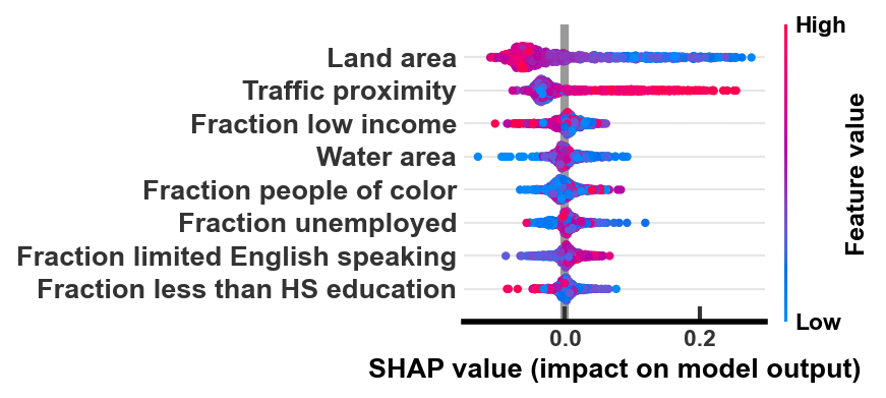 High
Land area
Traffic proximity
Fraction low income
Water area
Fraction people of color
Fraction unemployed
Fraction limited English speaking
Fraction less than HS education
Feature value
Low
0.0
0.2
SHAP value (impact on model output)